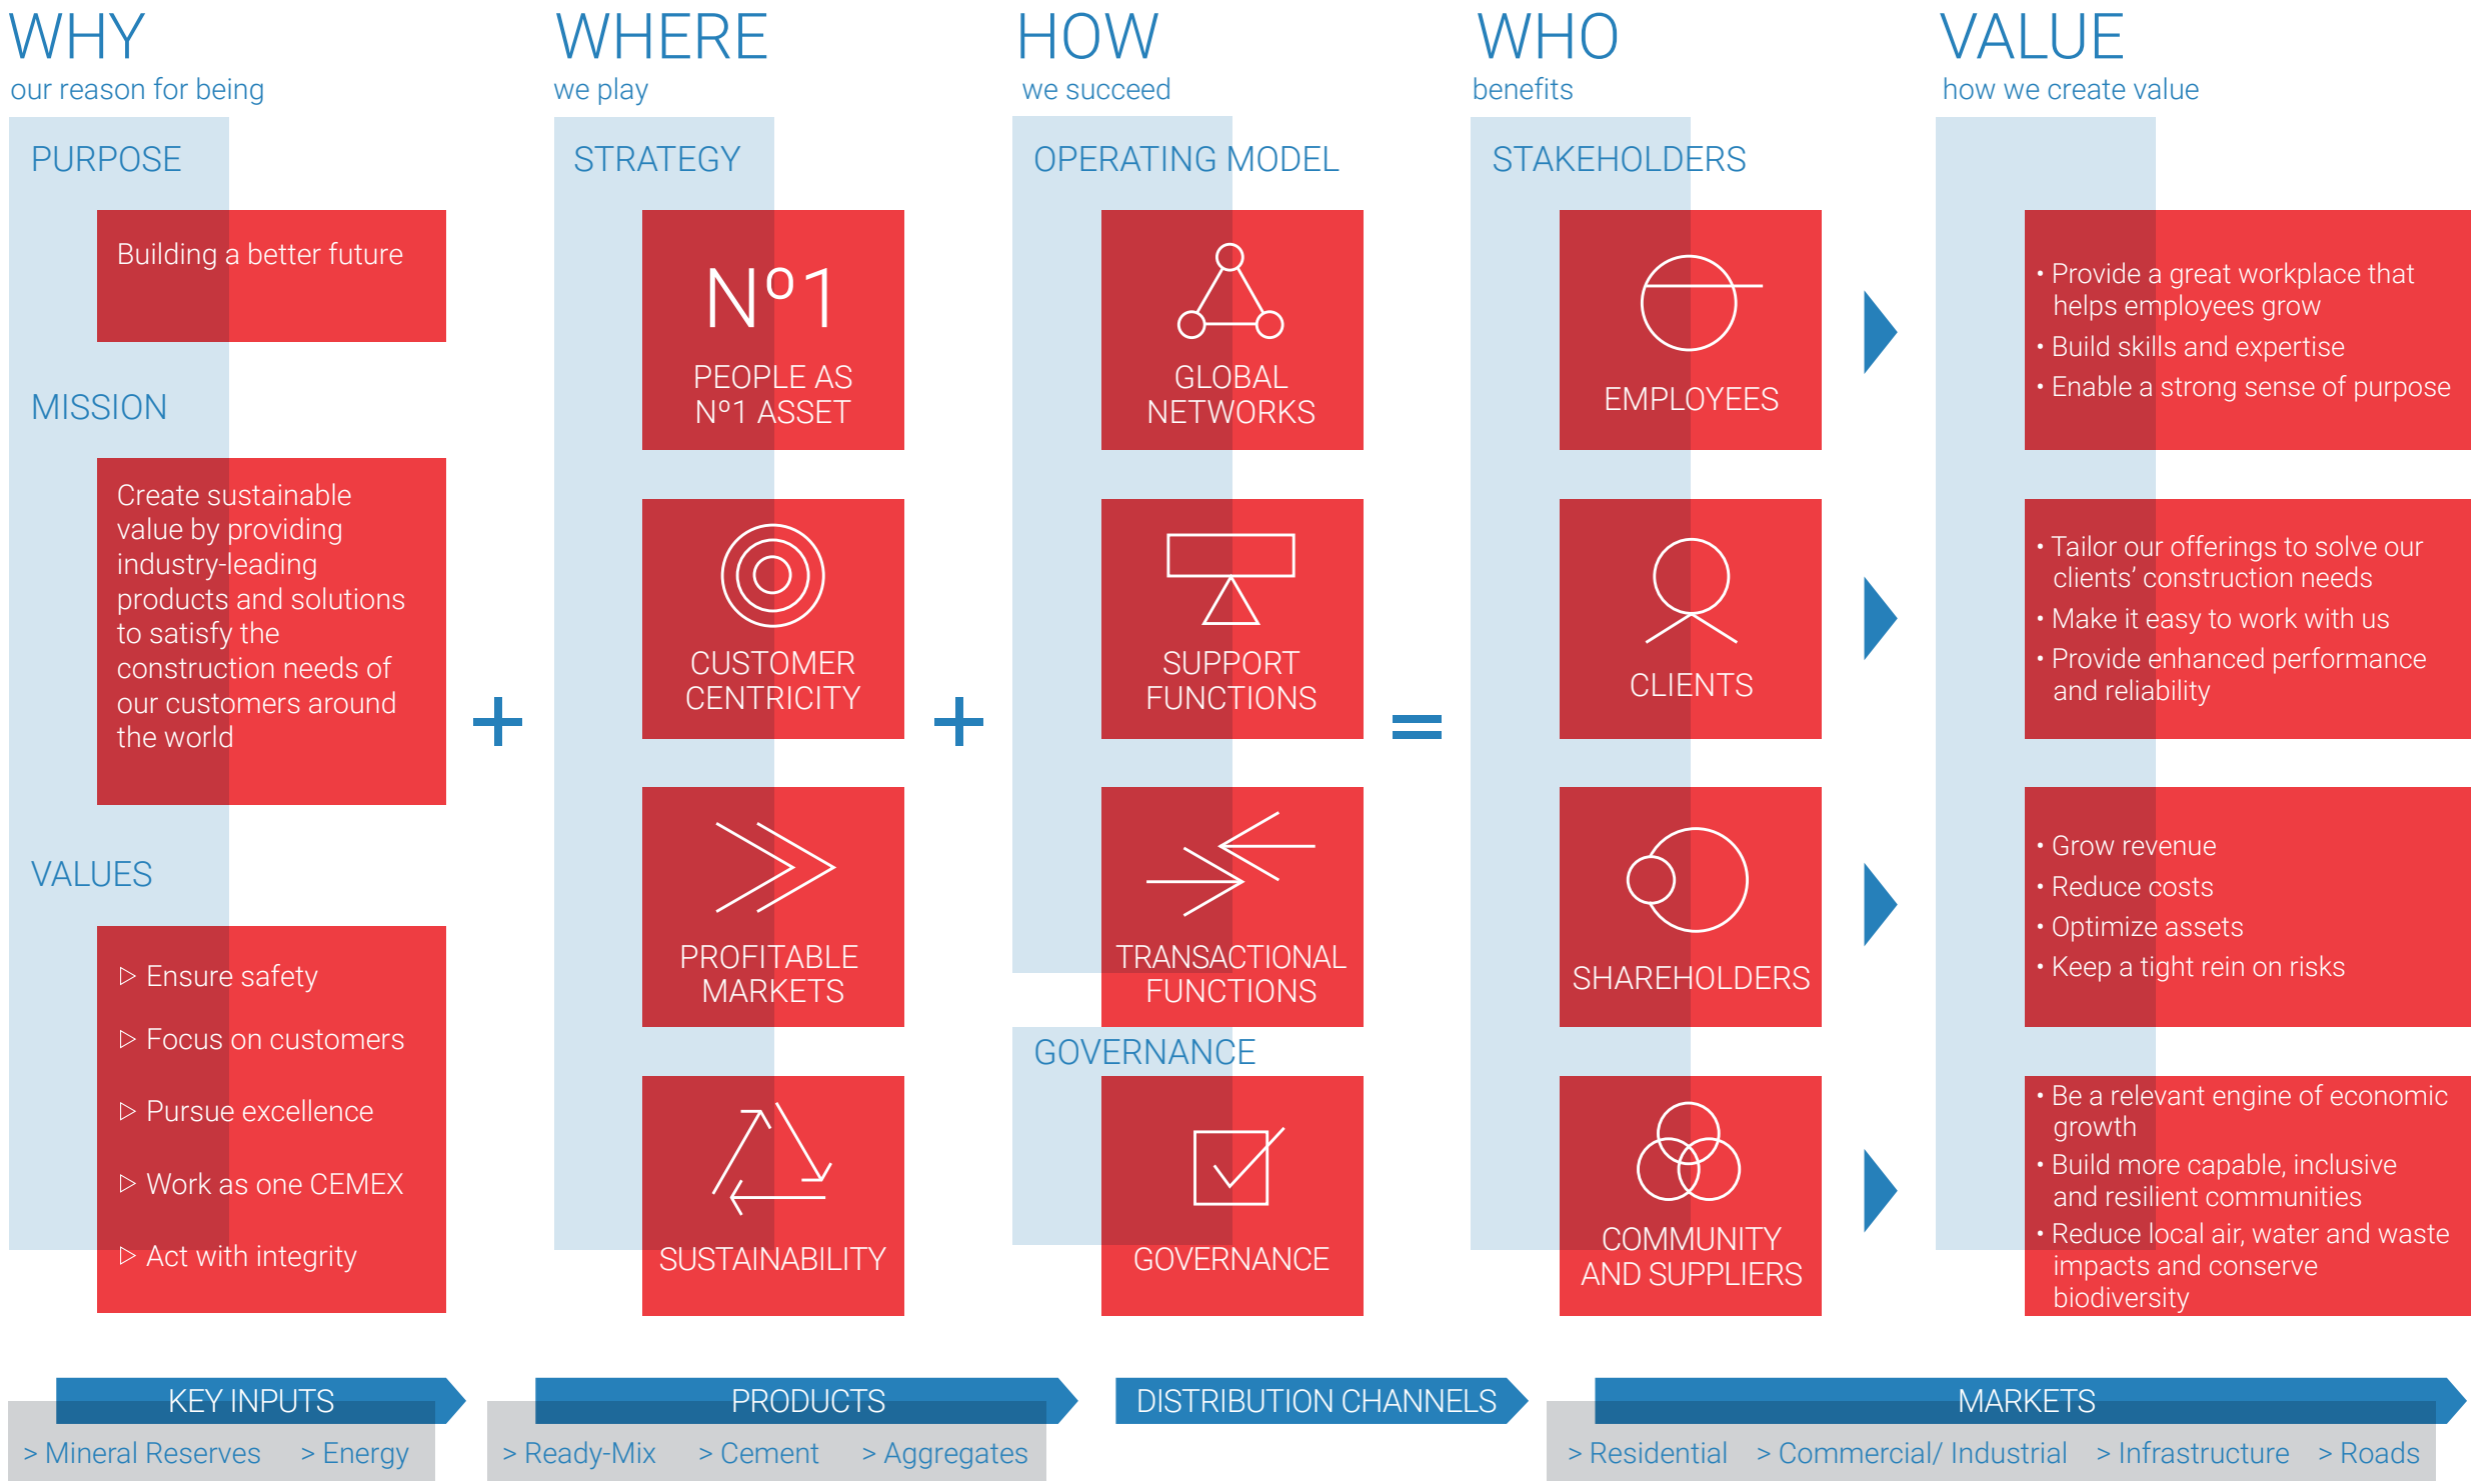 WHY
our reason for being
PURPOSE
Building a better future
MISSION
Create sustainable
value by providing
industry-leading
products and solutions
to satisfy the
construction needs of
our customers around
the world
VALUES
▷ Ensure safety
▷ Focus on customers
▷ Pursue excellence
▷ Work as one CEMEX
▷ Act with integrity
+
WHERE
we play
STRATEGY
Nº1
PEOPLE AS
Nº1 ASSET
CUSTOMER
CENTRICITY
PROFITABLE
MARKETS
SUSTAINABILITY
+
HOW
we succeed
OPERATING MODEL
GLOBAL
NETWORKS
SUPPORT
FUNCTIONS
TRANSACTIONAL
FUNCTIONS
GOVERNANCE
GOVERNANCE
=
WHO
benefits
STAKEHOLDERS
EMPLOYEES
CLIENTS
SHAREHOLDERS
COMMUNITY
AND SUPPLIERS
VALUE
how we create value
• Provide a great workplace that
helps employees grow
• Build skills and expertise
• Enable a strong sense of purpose
• Tailor our offerings to solve our
clients’ construction needs
• Make it easy to work with us
• Provide enhanced performance
and reliability
• Grow revenue
• Reduce costs
• Optimize assets
• Keep a tight rein on risks
• Be a relevant engine of economic
growth
• Build more capable, inclusive
and resilient communities
• Reduce local air, water and waste
impacts and conserve
biodiversity
KEY INPUTS
> Mineral Reserves > Energy
PRODUCTS
> Ready-Mix > Cement > Aggregates
DISTRIBUTION CHANNELS
MARKETS
> Residential > Commercial/ Industrial > Infrastructure > Roads